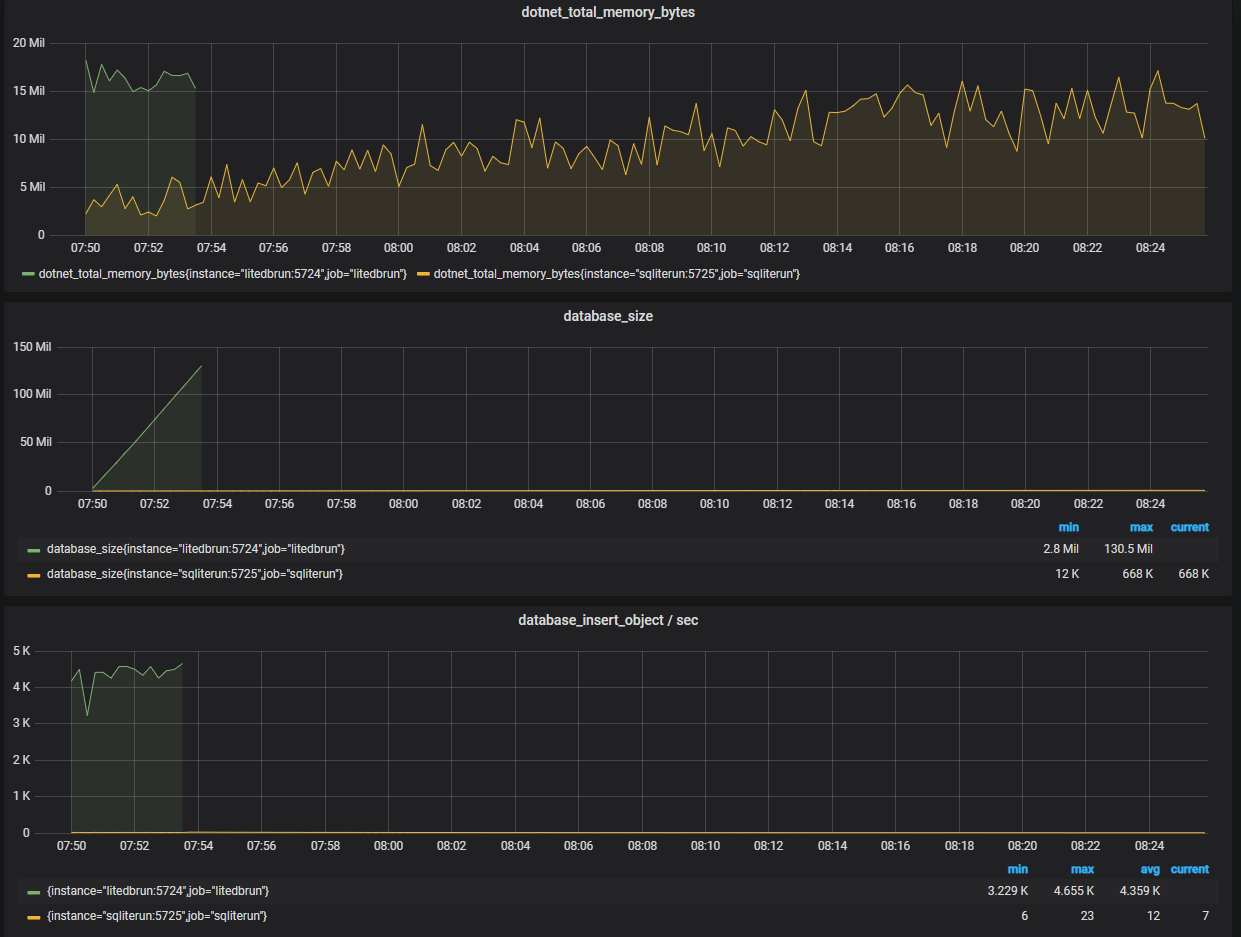 dotnet_total_memory_bytes
20 Mil
15 Mil
10 Mil
5 Mil
0
07:50 07:52 07:54 07:56 07:58 08:00 08:02 08:04 08:06 08:08 08:10 08:12 08:14 08:16 08:18 08:20 08:22 08:24
dotnet_total_memory_bytes{instance="litedbrun:5724",job="litedbrun"} dotnet_total_memory_bytes{instance="sqliterun:5725",job="sqliterun"}
database_size
150 Mil
100 Mil
50 Mil
0
07:50 07:52 07:54 07:56 07:58 08:00 08:02 08:04 08:06 08:08 08:10 08:12 08:14 08:16 08:18 08:20 08:22 08:24
min max current
database_size{instance="litedbrun:5724",job="litedbrun"} 2.8 Mil 130.5 Mil
database_size{instance="sqliterun:5725",job="sqliterun"} 12 K 668 K 668 K
database_insert_object / sec
5 K
4 K
3 K
2 K
1 K
0
07:50 07:52 07:54 07:56 07:58 08:00 08:02 08:04 08:06 08:08 08:10 08:12 08:14 08:16 08:18 08:20 08:22 08:24
min max avg current
{instance="litedbrun:5724",job="litedbrun"} 3.229 K 4.655 K 4.359 K
{instance="sqliterun:5725",job="sqliterun"} 6 23 12 7